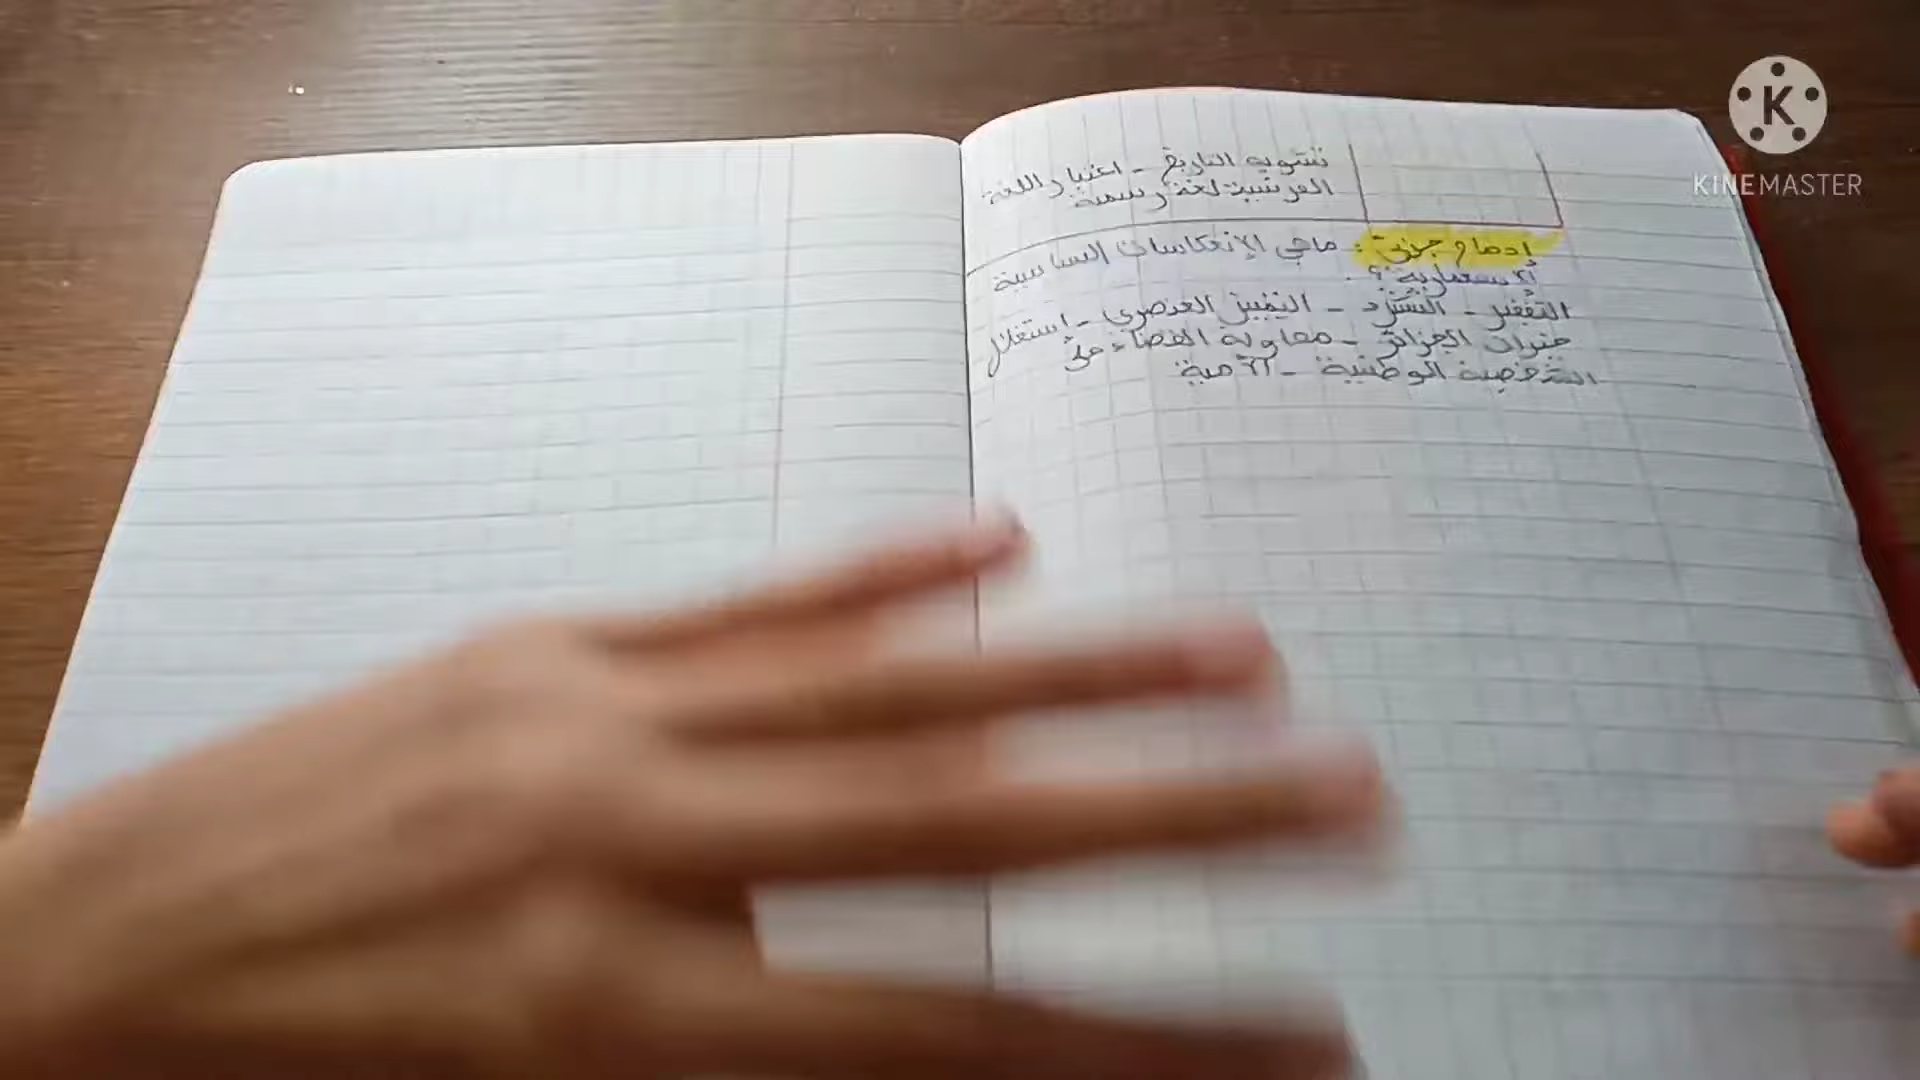 تشويه التاريخ - اعتبار اللغة
الفرنسية لغة رسمية
إدماج جزئي: ماهي الإنعكاسات السياسية
الاستعمارية؟
التفقير - التشرد - التمييز العنصري - استغلال
خيرات الجزائر - محاولة القضاء على
الشخصية الوطنية - الأمية
K
KINEMASTER